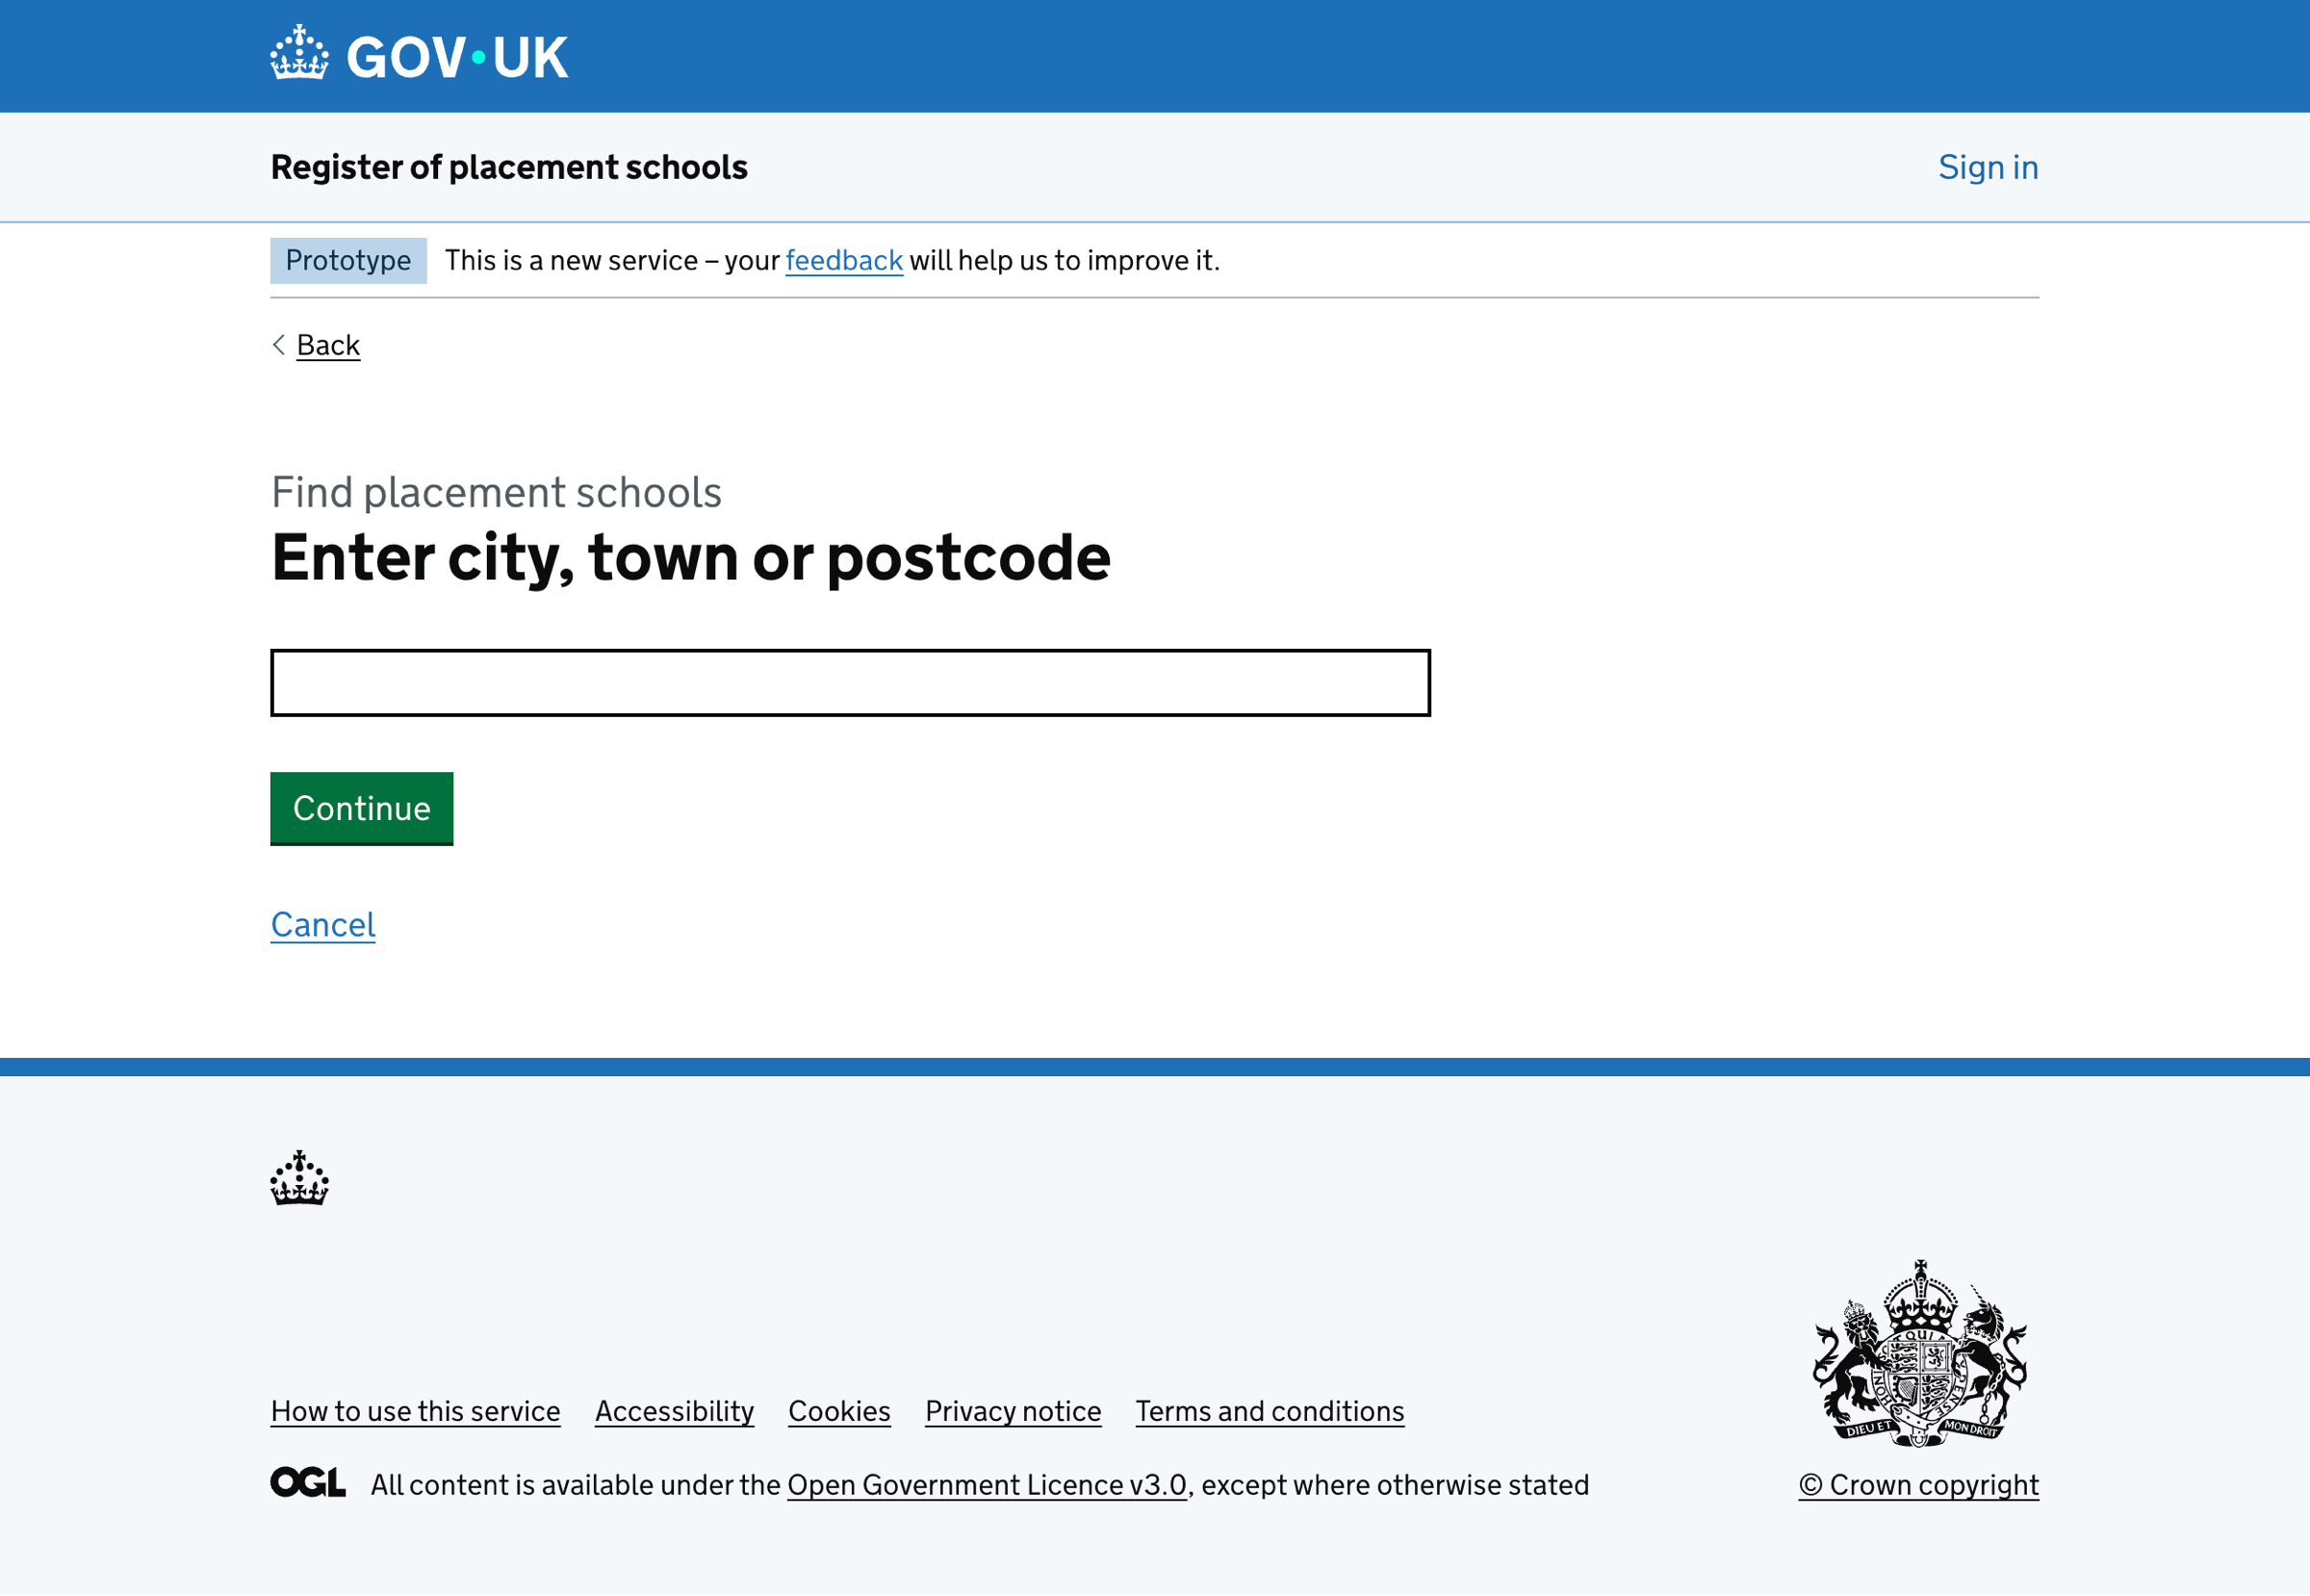 GOV·UK
Register of placement schools
Sign in
Prototype This is a new service – your feedback will help us to improve it.
Back
Find placement schools
Enter city, town or postcode
Continue
Cancel
How to use this service Accessibility Cookies Privacy notice Terms and conditions
QUI
HONI
PENSE
DIEU ET MON DROIT
OGL All content is available under the Open Government Licence v3.0, except where otherwise stated
© Crown copyright